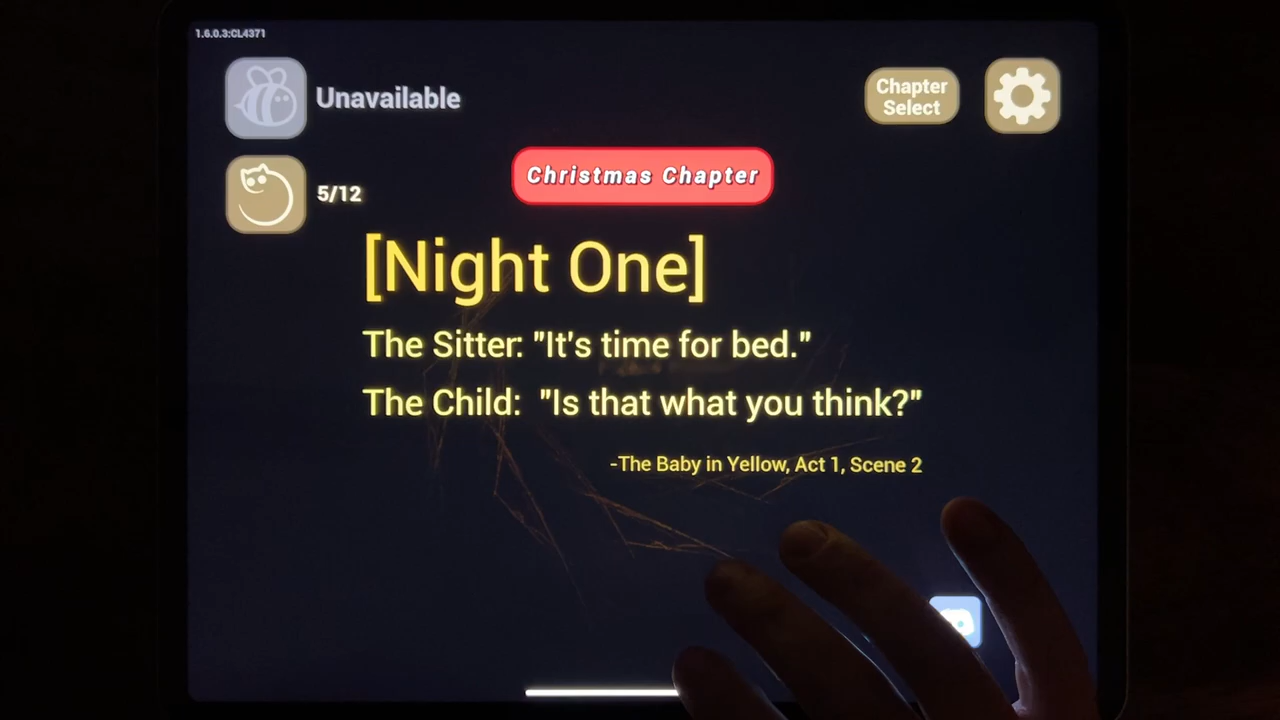 1.6.0.3:CL4371
Unavailable
Chapter
Select
Christmas Chapter
5/12
[Night One]
The Sitter: "It's time for bed."
The Child: "Is that what you think?"
-The Baby in Yellow, Act 1, Scene 2